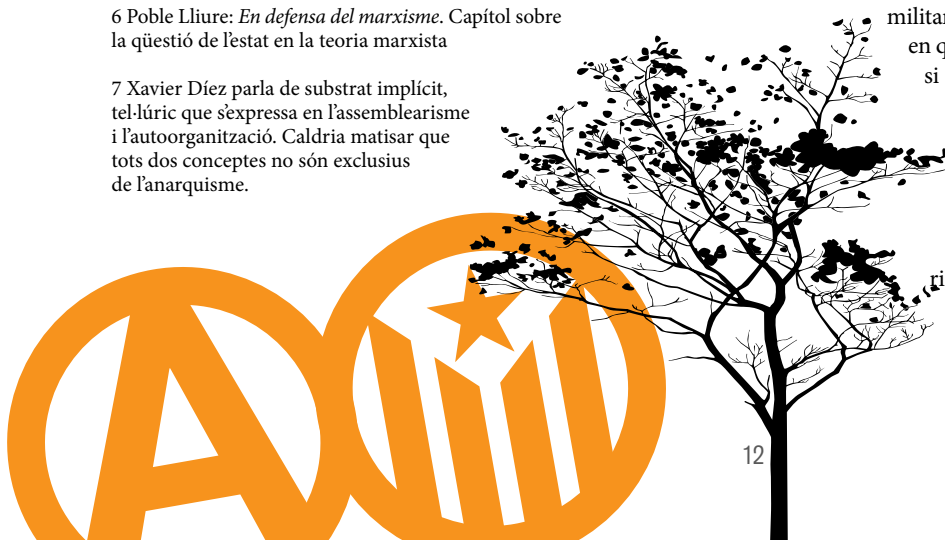 6 Poble Lliure: En defensa del marxisme. Capítol sobre
la qüestió de l'estat en la teoria marxista
7 Xavier Díez parla de substrat implícit,
tel·lúric que s'expressa en l'assemblearisme
i l'autoorganització. Caldria matisar que
tots dos conceptes no són exclusius
de l'anarquisme.
en
si
12